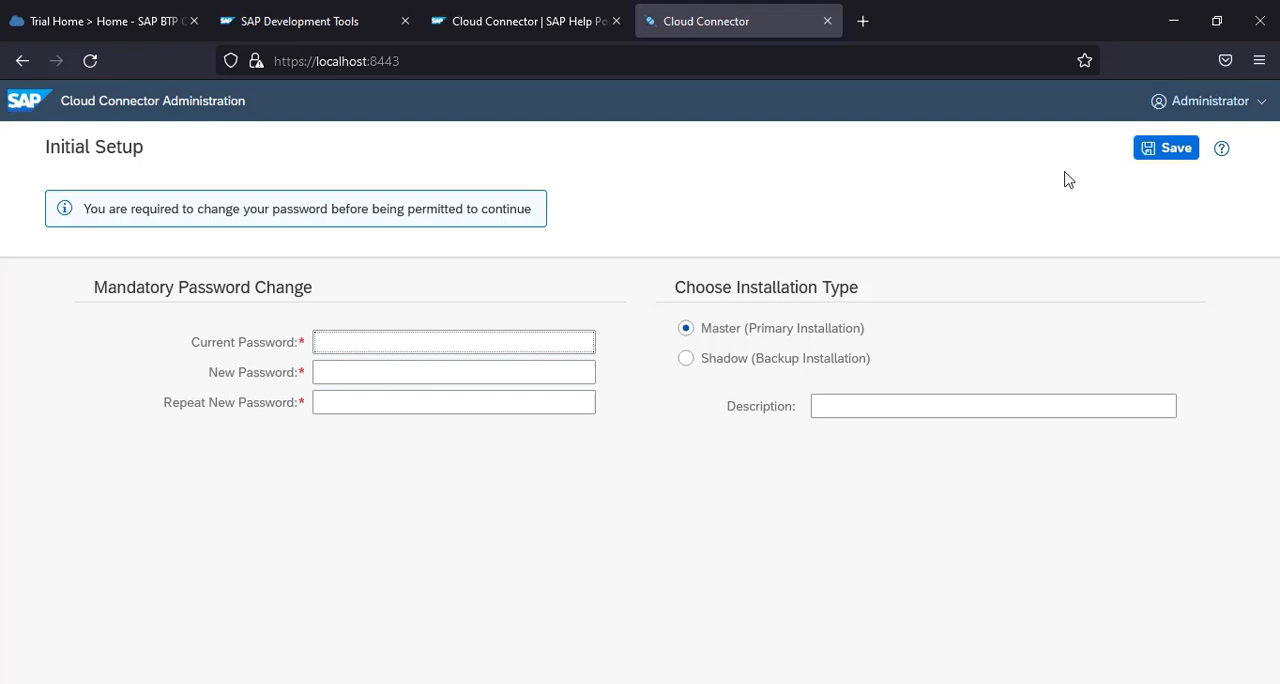 Trial Home > Home - SAP BTP C
SAP Development Tools
Cloud Connector | SAP Help Po
Cloud Connector
https://localhost:8443
SAP
Cloud Connector Administration
Administrator
Initial Setup
Save
You are required to change your password before being permitted to continue
Mandatory Password Change
Choose Installation Type
Current Password:*
Master (Primary Installation)
New Password:*
Shadow (Backup Installation)
Repeat New Password:*
Description: